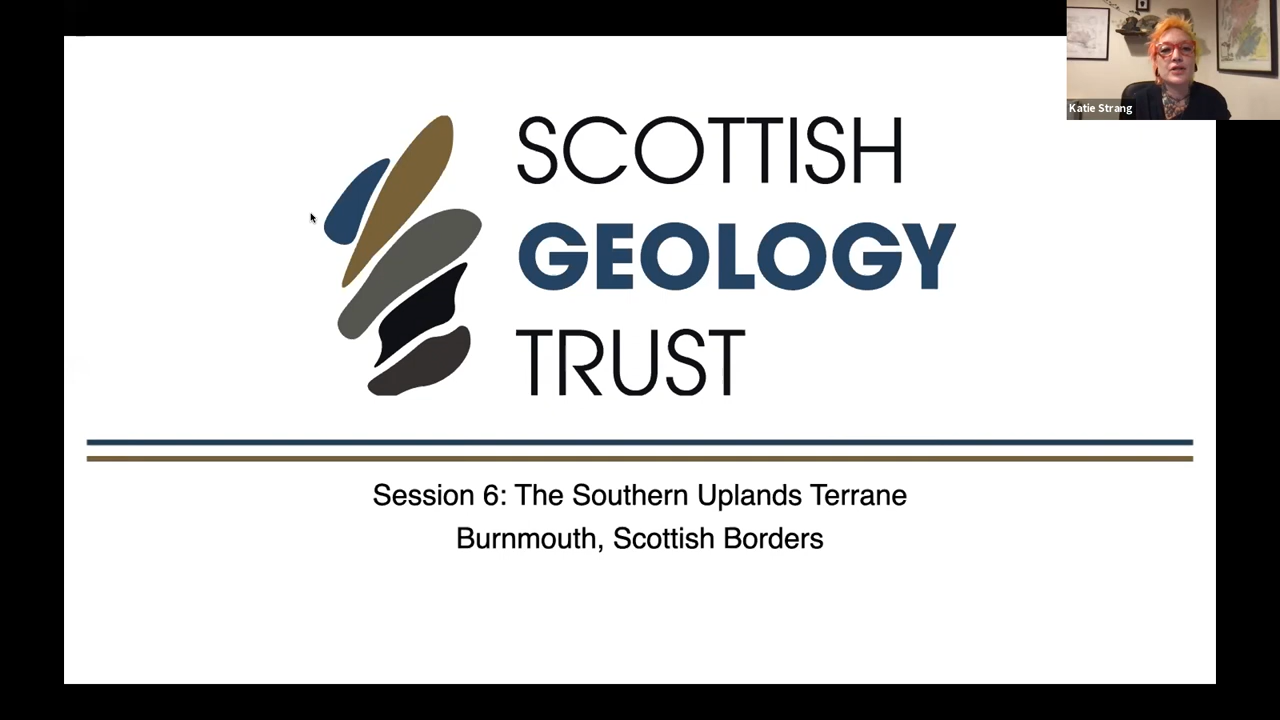 Katie Strang
SCOTTISH
GEOLOGY
TRUST
Session 6: The Southern Uplands Terrane
Burnmouth, Scottish Borders